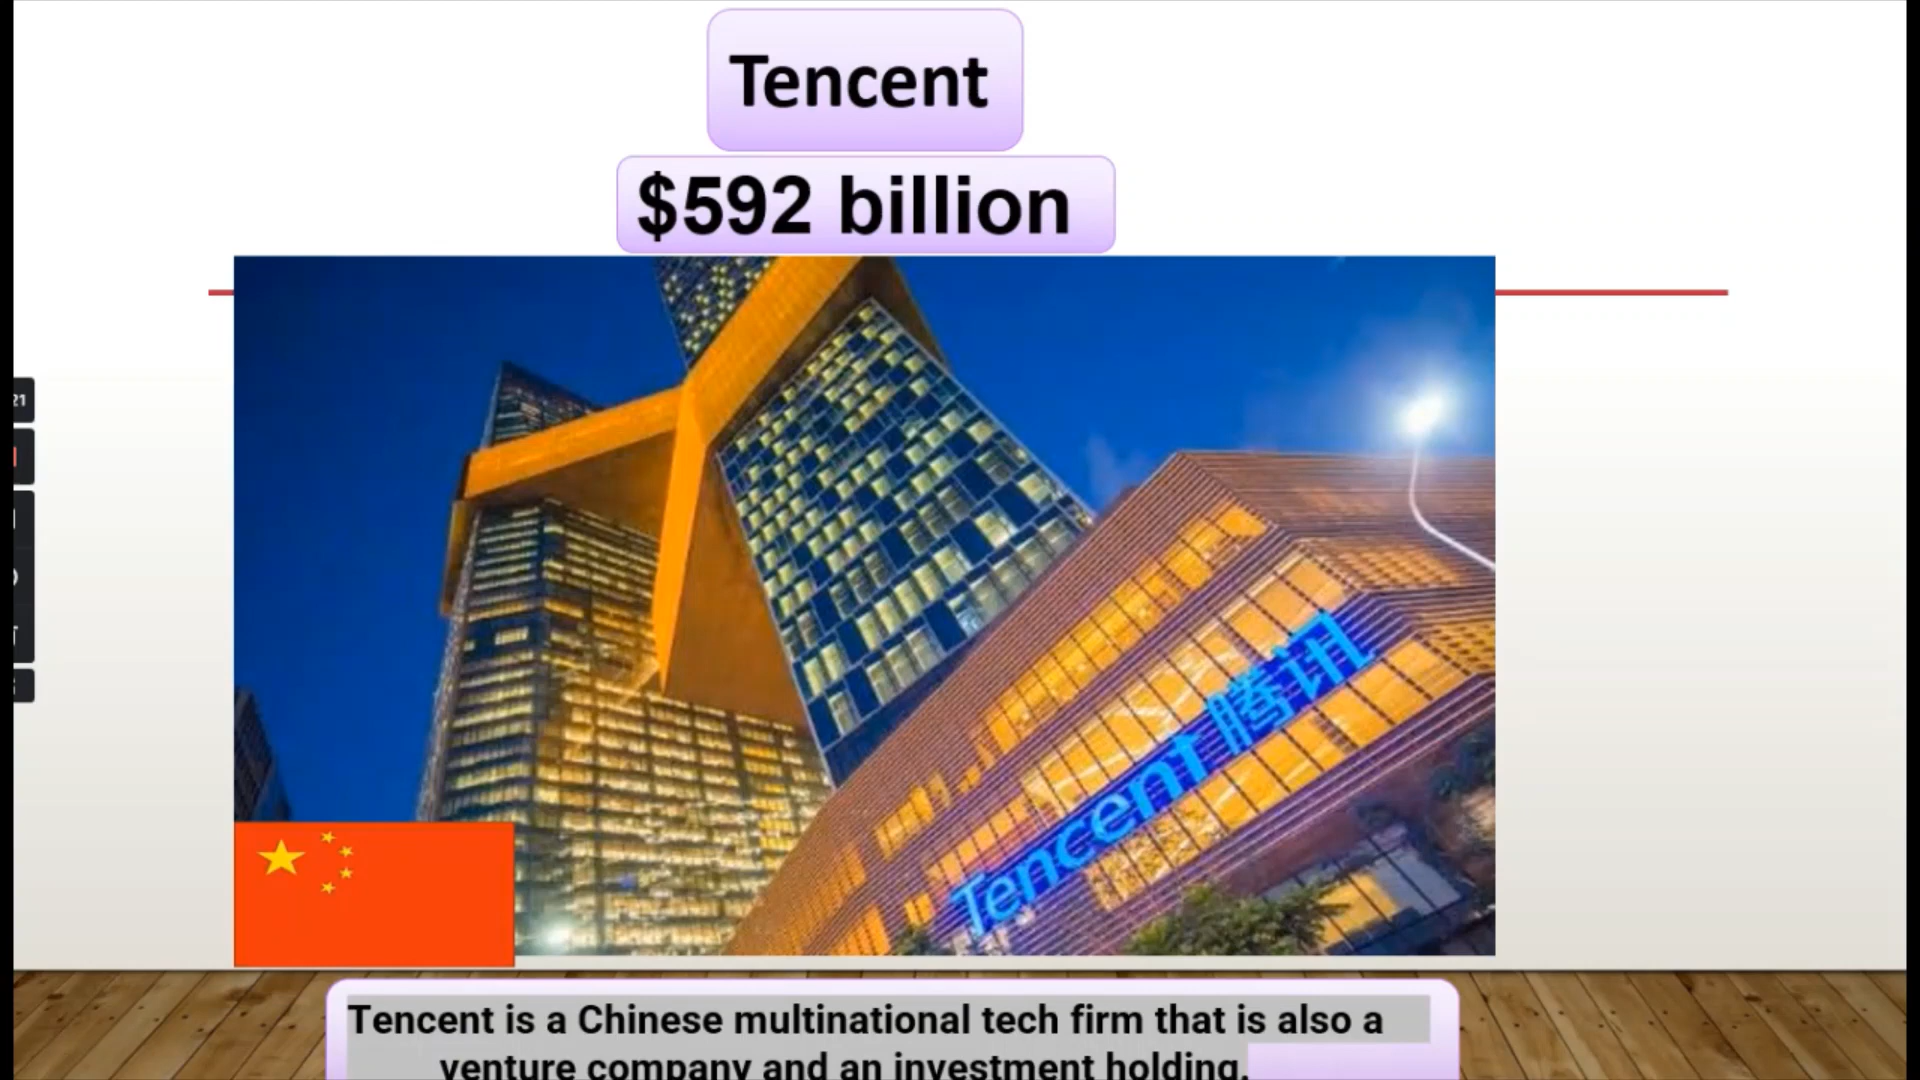 Tencent
$592 billion
21
Tencent 腾讯
Tencent is a Chinese multinational tech firm that is also a
venture company and an investment holding.